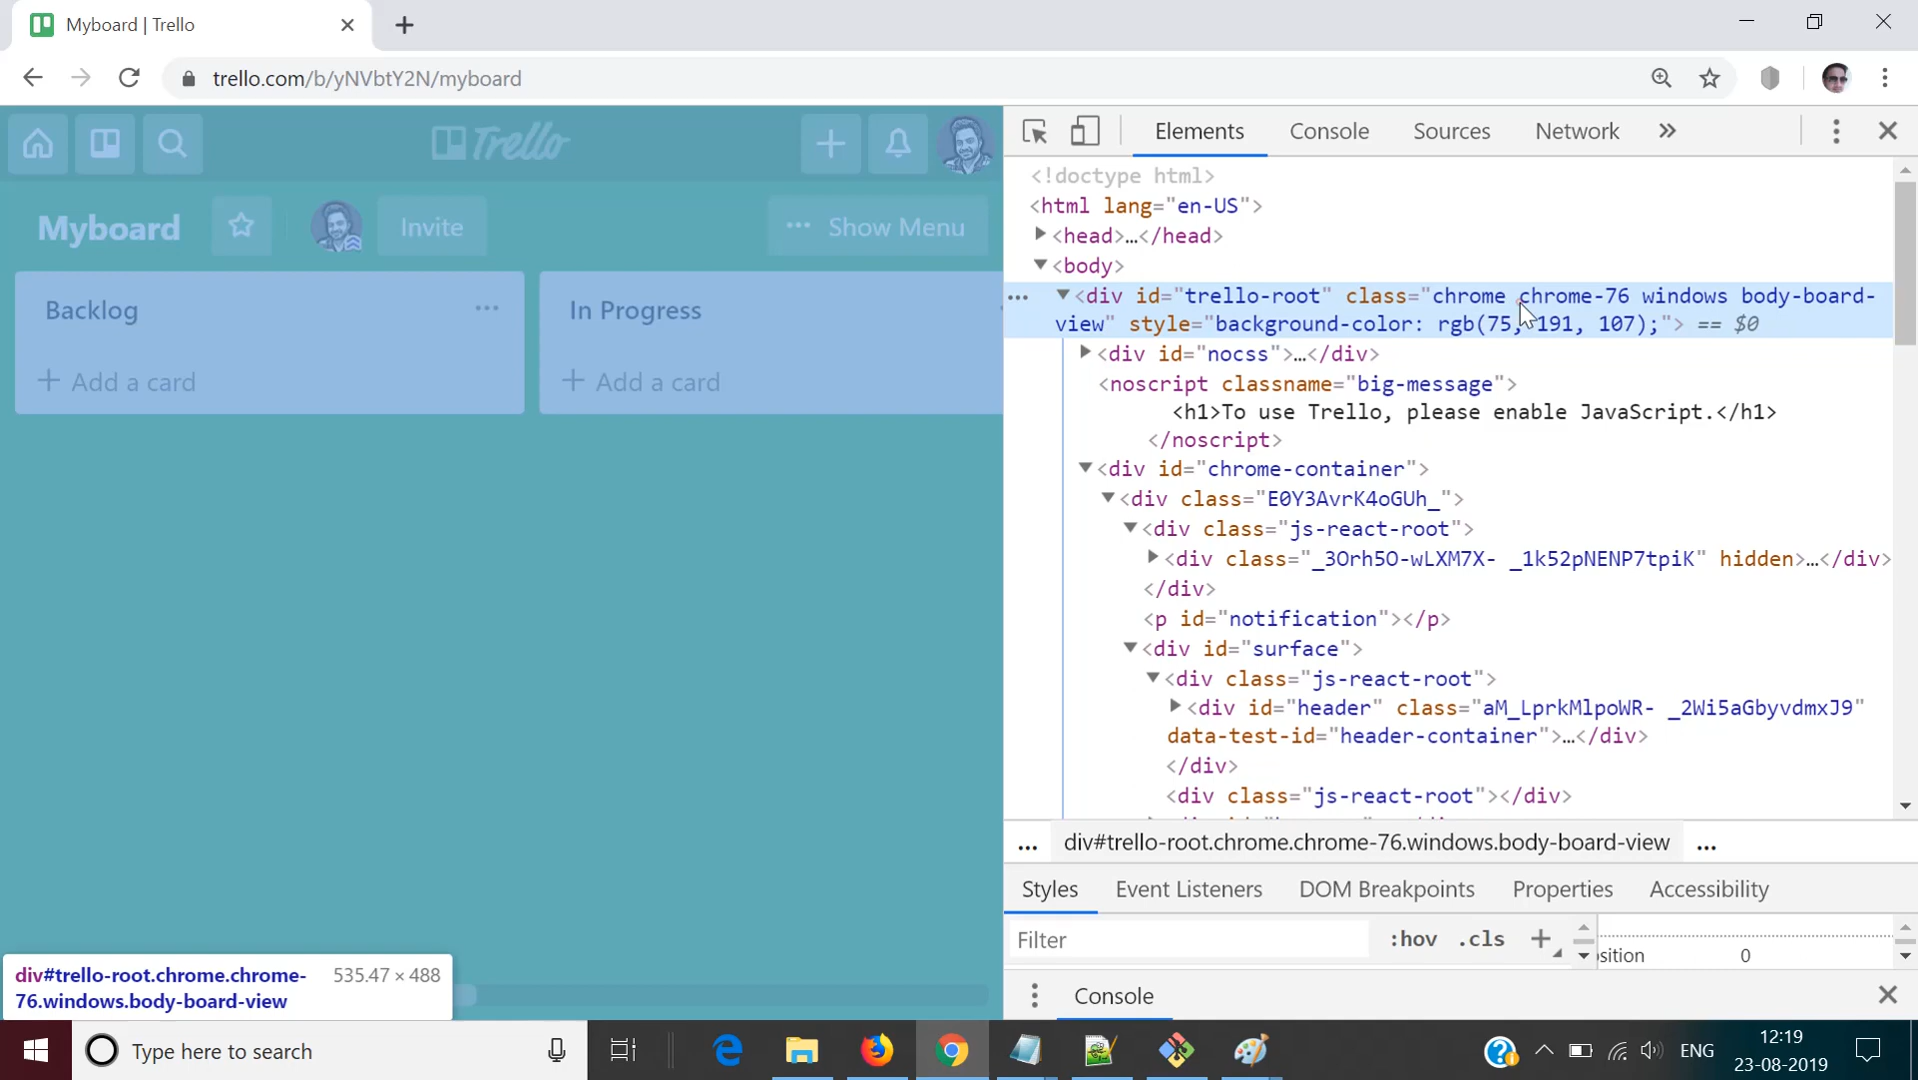 Myboard | Trello
trello.com/b/yNVbtY2N/myboard
Trello
Myboard
Invite
··· Show Menu
Backlog ···
+ Add a card
In Progress
+ Add a card
div#trello-root.chrome.chrome- 535.47 × 488
76.windows.body-board-view
Elements Console Sources Network »
<!doctype html>
<html lang="en-US">
<head>…</head>
<body>
<div id="trello-root" class="chrome chrome-76 windows body-board-
view" style="background-color: rgb(75, 191, 107);"> == $0
<div id="nocss">…</div>
<noscript classname="big-message">
<h1>To use Trello, please enable JavaScript.</h1>
</noscript>
<div id="chrome-container">
<div class="E0Y3AvrK4oGUh_">
<div class="js-react-root">
<div class="_3Orh5O-wLXM7X- _1k52pNENP7tpiK" hidden>…</div>
</div>
<p id="notification"></p>
<div id="surface">
<div class="js-react-root">
<div id="header" class="aM_LprkMlpoWR- _2Wi5aGbyvdmxJ9"
data-test-id="header-container">…</div>
</div>
<div class="js-react-root"></div>
... div#trello-root.chrome.chrome-76.windows.body-board-view ...
Styles Event Listeners DOM Breakpoints Properties Accessibility
Filter :hov .cls +
sition 0
Console
Type here to search
ENG
12:19
23-08-2019